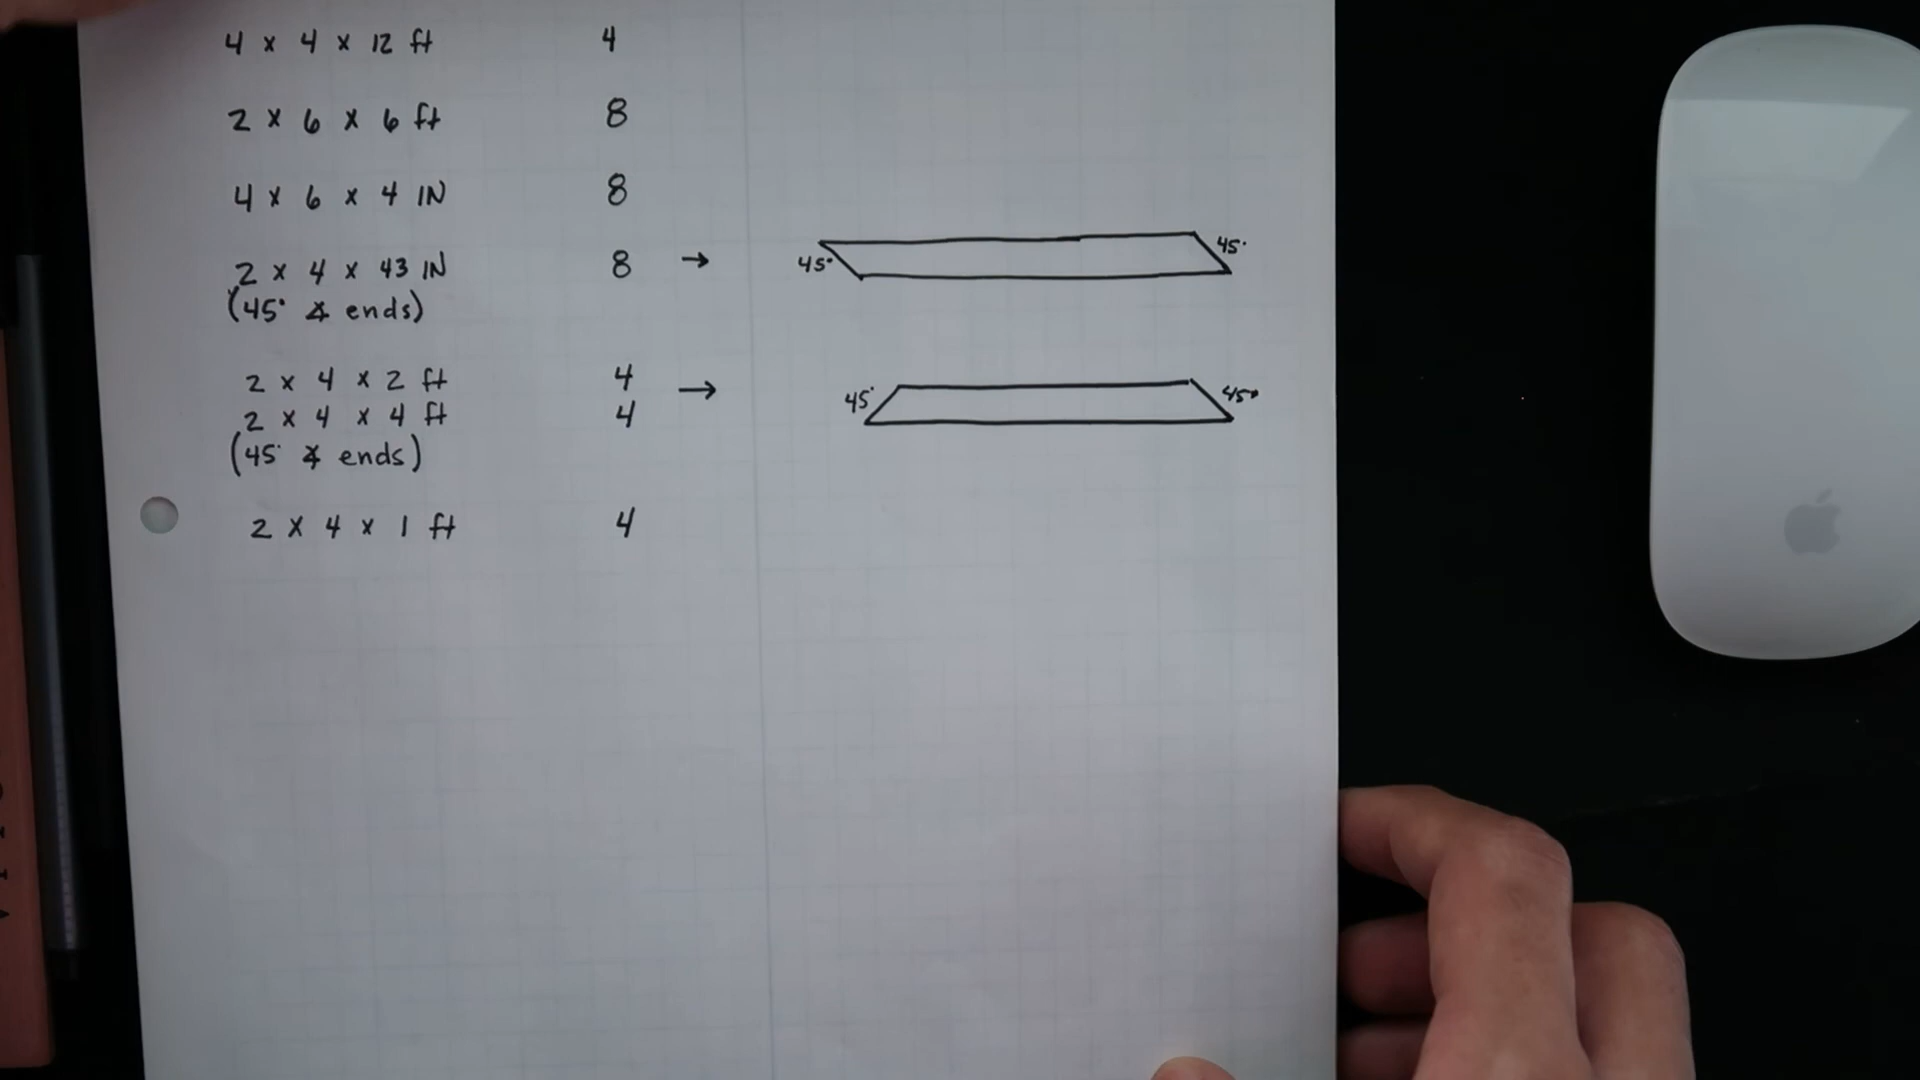 4 x 4 x 12 ft 4
2 x 6 x 6 ft 8
4 x 6 x 4 IN 8
2 x 4 x 43 IN 8 → 45° 45°
(45° ∡ ends)
2 x 4 x 2 ft 4 → 45° 45°
2 x 4 x 4 ft 4
(45° ∡ ends)
2 x 4 x 1 ft 4